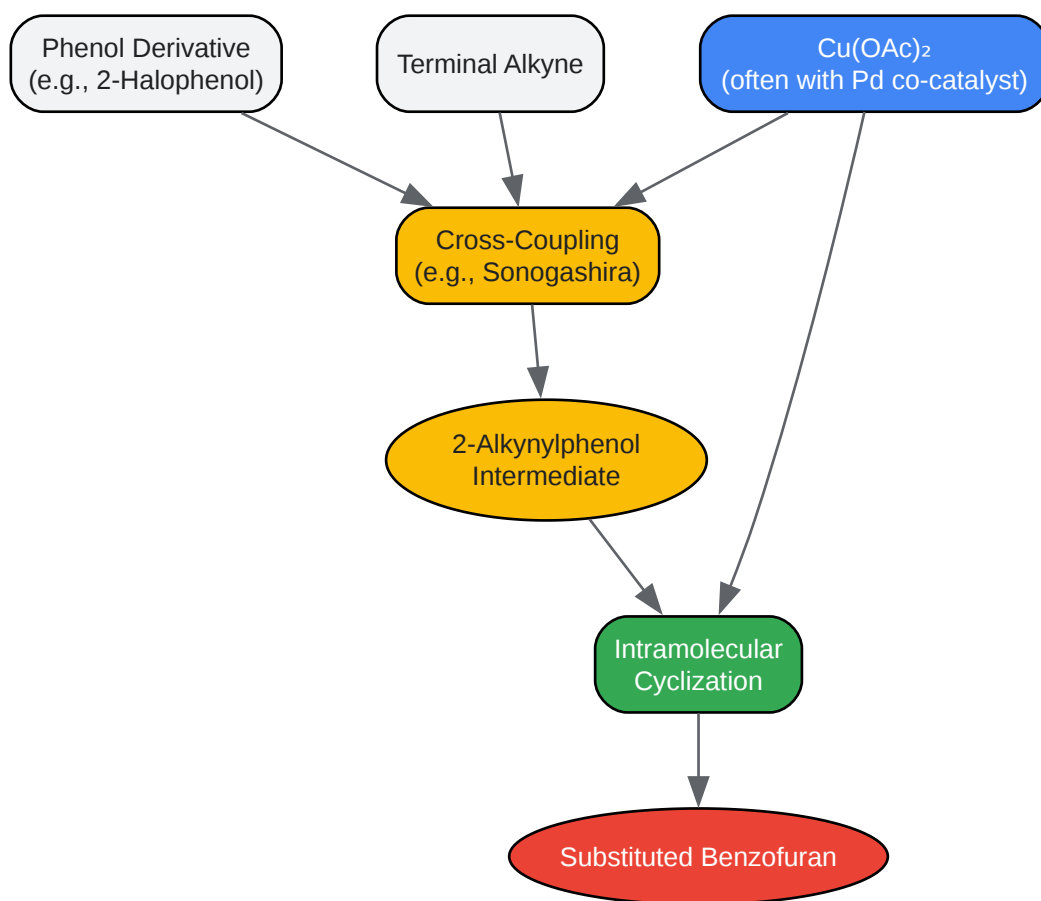 Phenol Derivative
(e.g., 2-Halophenol)
Terminal Alkyne
Cu(OAc)₂
(often with Pd co-catalyst)
Cross-Coupling
(e.g., Sonogashira)
2-Alkynylphenol
Intermediate
Intramolecular
Cyclization
Substituted Benzofuran